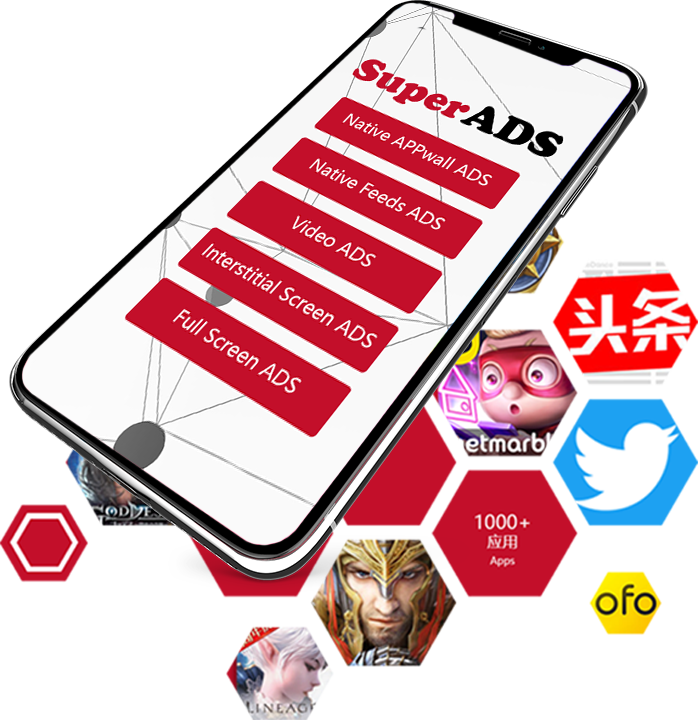 SuperADS
Native APPwall ADS
Native Feeds ADS
Video ADS
Interstitial Screen ADS
Full Screen ADS
头条
etmarbl
1000+
应用
Apps
ofo
LINEAGE